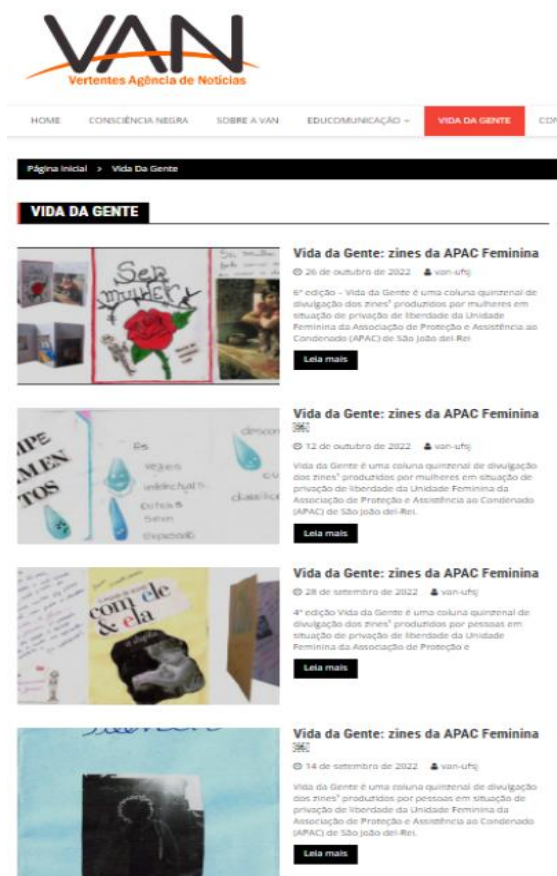 VAN
Vertentes Agência de Notícias
HOME CONSCIÊNCIA NEGRA SOBRE A VAN EDUCOMUNICAÇÃO VIDA DA GENTE CON
Página Inicial > Vida Da Gente
VIDA DA GENTE
Ser
mulher
Vida da Gente: zines da APAC Feminina
26 de outubro de 2022 van-ufsj
6ª edição – Vida da Gente é uma coluna quinzenal de
divulgação dos zines¹ produzidos por mulheres em
situação de privação de liberdade da Unidade
Feminina da Associação de Proteção e Assistência ao
Condenado (APAC) de São João del-Rei
Leia mais
IPE
IMEN
TOS
As
vezes
outras
Vida da Gente: zines da APAC Feminina
12 de outubro de 2022 van-ufsj
Vida da Gente é uma coluna quinzenal de divulgação
dos zines¹ produzidos por mulheres em situação de
privação de liberdade da Unidade Feminina da
Associação de Proteção e Assistência ao Condenado
(APAC) de São João del-Rei.
Leia mais
com ele
& ela
Vida da Gente: zines da APAC Feminina
28 de setembro de 2022 van-ufsj
4ª edição Vida da Gente é uma coluna quinzenal de
divulgação dos zines¹ produzidos por pessoas em
situação de privação de liberdade da Unidade
Feminina da Associação de Proteção e
Leia mais
Vida da Gente: zines da APAC Feminina
14 de setembro de 2022 van-ufsj
Vida da Gente é uma coluna quinzenal de divulgação
dos zines¹ produzidos por pessoas em situação de
privação de liberdade da Unidade Feminina da
Associação de Proteção e Assistência ao Condenado
(APAC) de São João del-Rei.
Leia mais